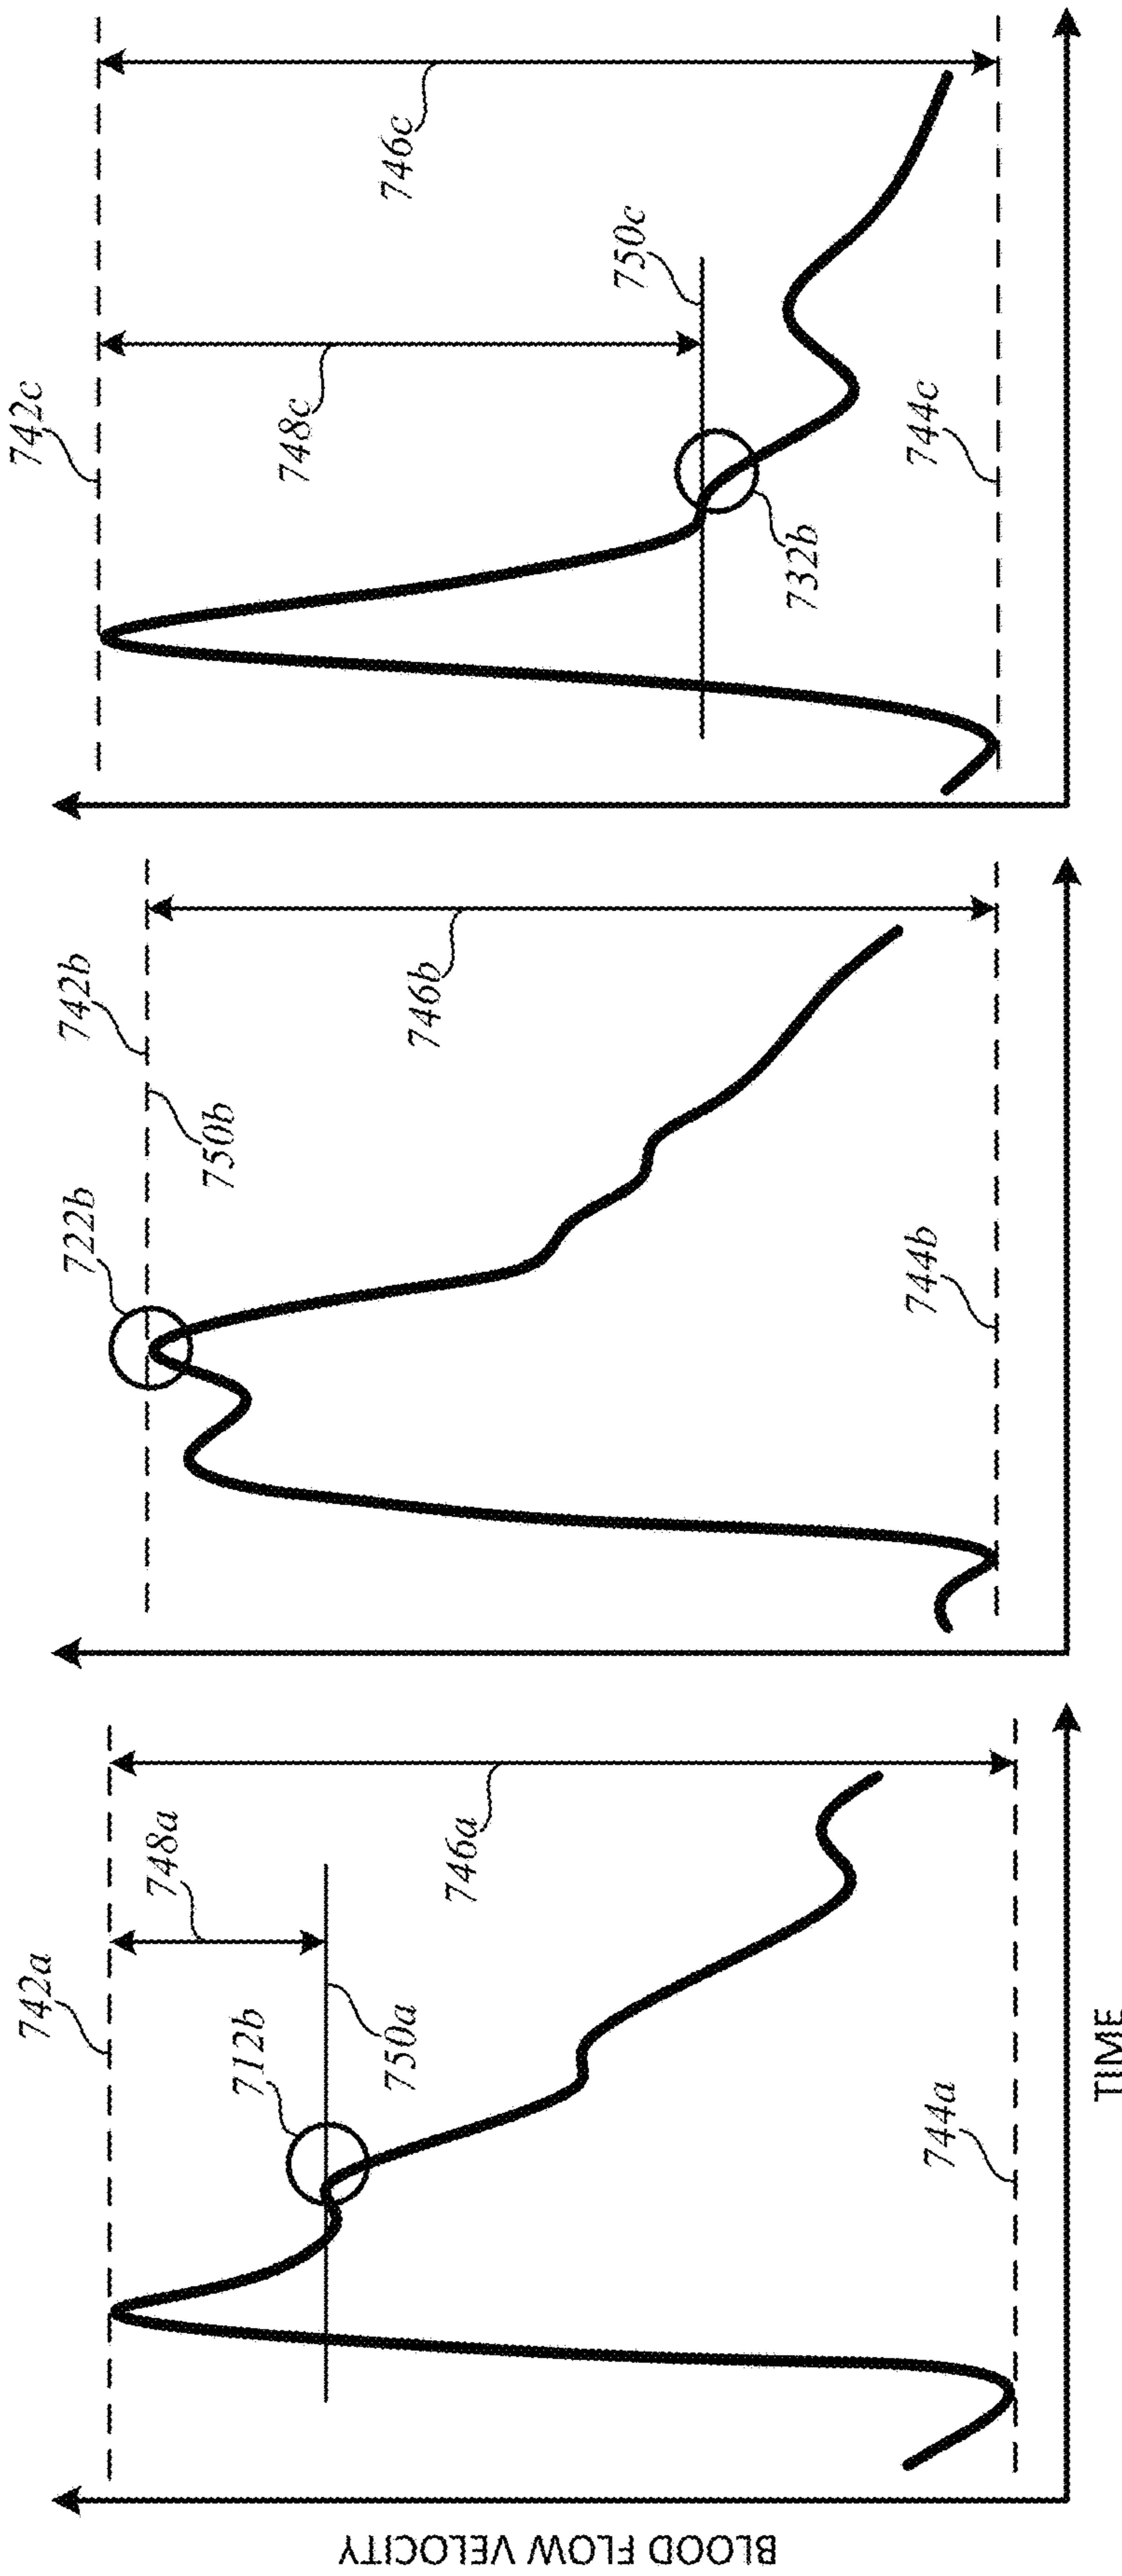 BLOOD FLOW VELOCITY
TIME
742a
748a
712b
750a
746a
744a
742b
750b
722b
746b
744b
742c
748c
746c
750c
732b
744c